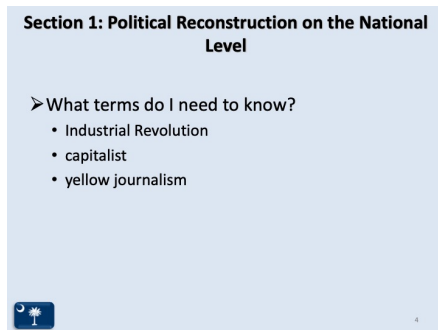 Section 1: Political Reconstruction on the National
Level
➢What terms do I need to know?
• Industrial Revolution
• capitalist
• yellow journalism
4